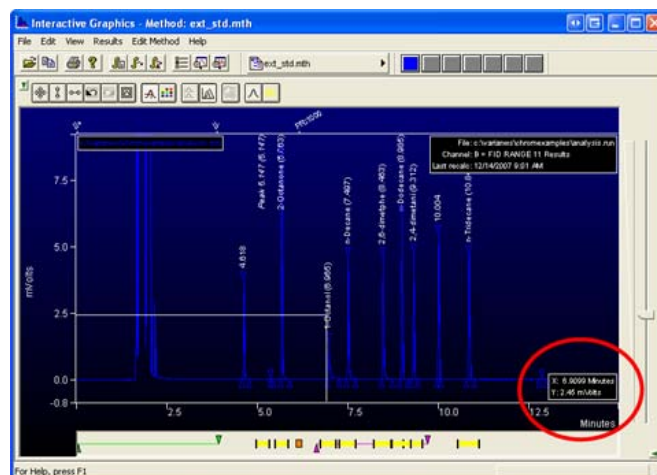 Interactive Graphics - Method: ext_std.mth
File Edit View Results Edit Method Help
ext_std.mth
File: c:\varianws\chromexamples\analysis.run
Channel: B = FID RANGE 11 Results
Last recalc: 12/14/2007 9:01 AM
7.5
5.0
2.5
0.0
-0.8
mVolts
4.618
Peak 5.147 (5.147)
2-Octanone (5.763)
1-Octanol (6.965)
n-Decane (7.497)
2,6-dimetphe (8.463)
n-Dodecane (8.995)
2,4-dimetani (9.312)
10.004
n-Tridecane (10.8
X: 6.9099 Minutes
Y: 2.45 mVolts
2.5 5.0 7.5 10.0 12.5
Minutes
For Help, press F1